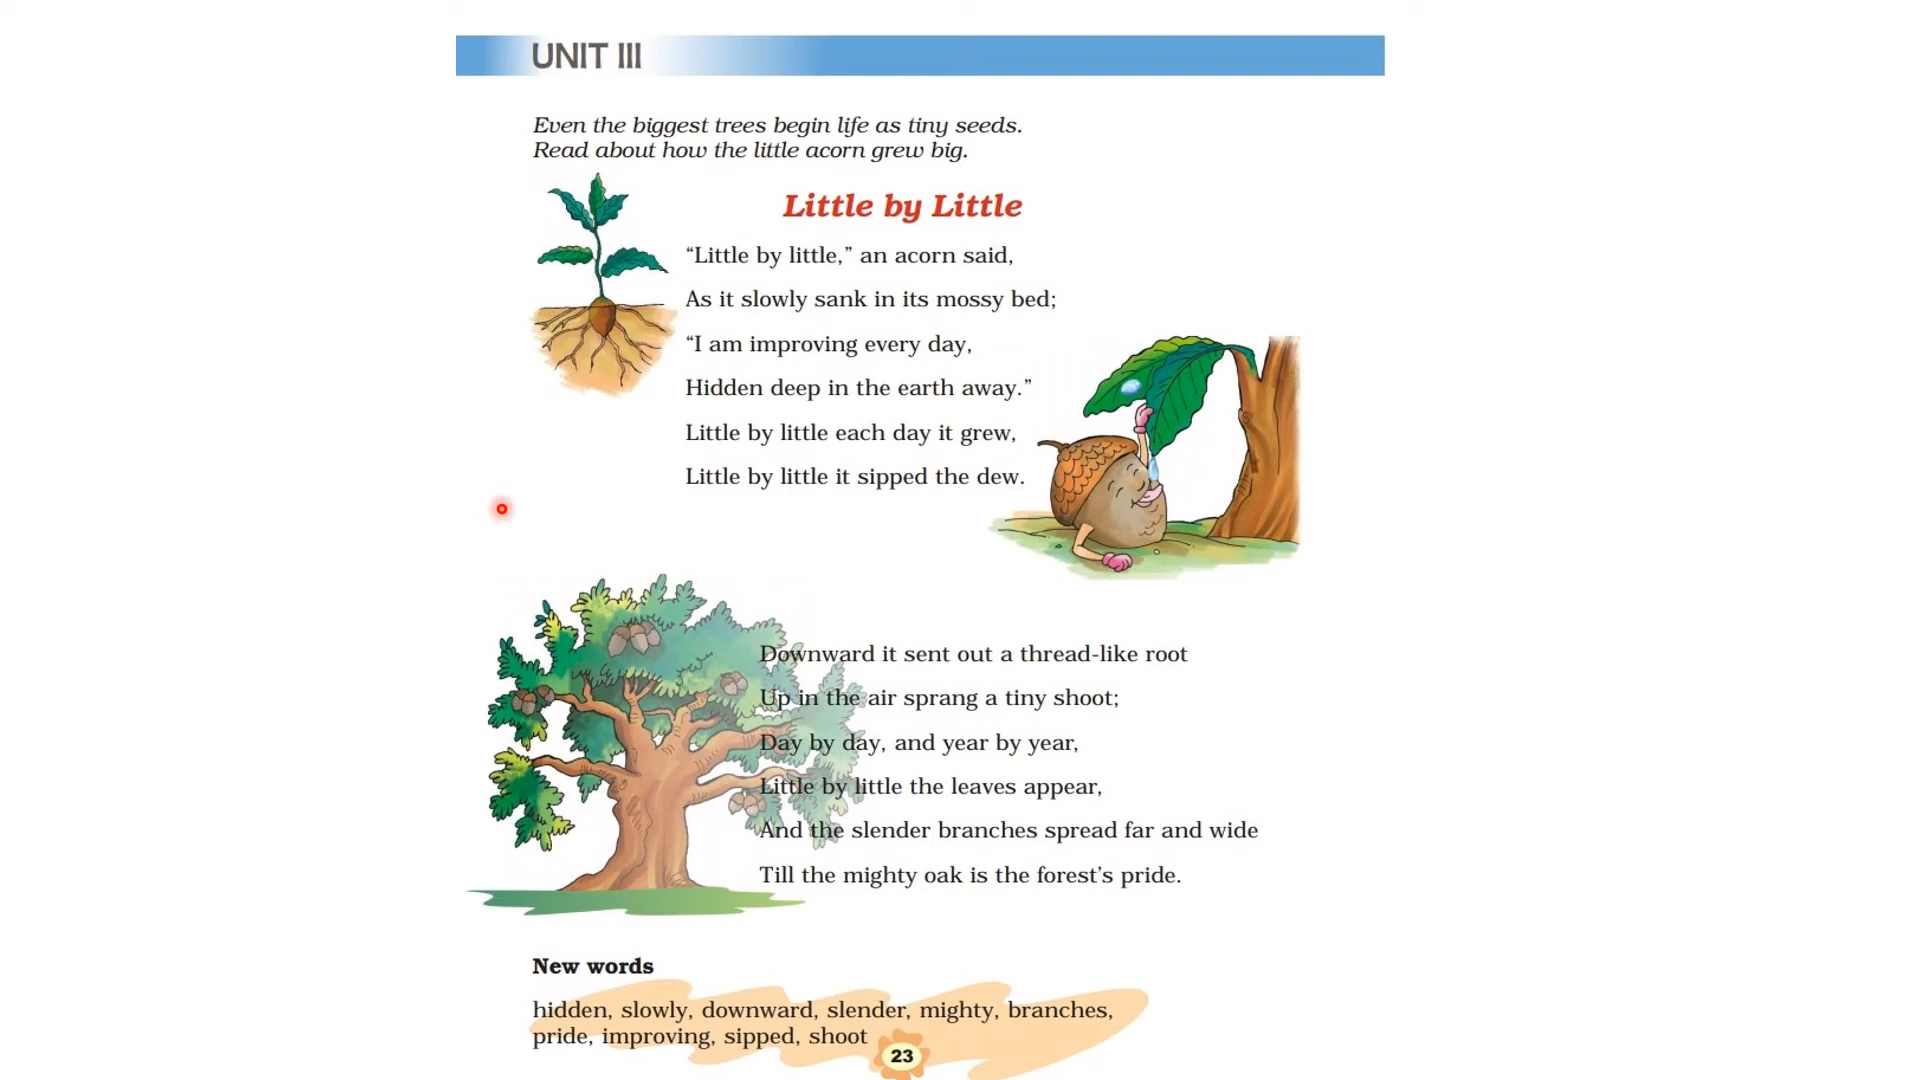 UNIT III
Even the biggest trees begin life as tiny seeds.
Read about how the little acorn grew big.
Little by Little
“Little by little,” an acorn said,
As it slowly sank in its mossy bed;
“I am improving every day,
Hidden deep in the earth away.”
Little by little each day it grew,
Little by little it sipped the dew.
Downward it sent out a thread-like root
Up in the air sprang a tiny shoot;
Day by day, and year by year,
Little by little the leaves appear,
And the slender branches spread far and wide
Till the mighty oak is the forest’s pride.
New words
hidden, slowly, downward, slender, mighty, branches,
pride, improving, sipped, shoot
23